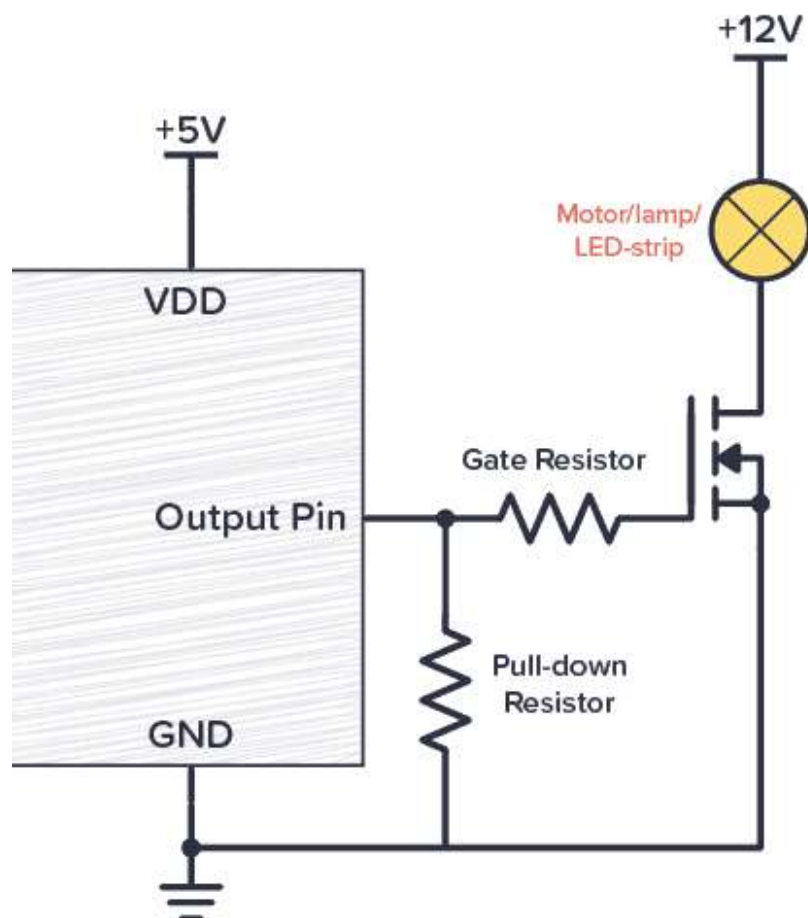 +12V
+5V
Motor/lamp/
LED-strip
VDD
Gate Resistor
Output Pin
Pull-down
Resistor
GND